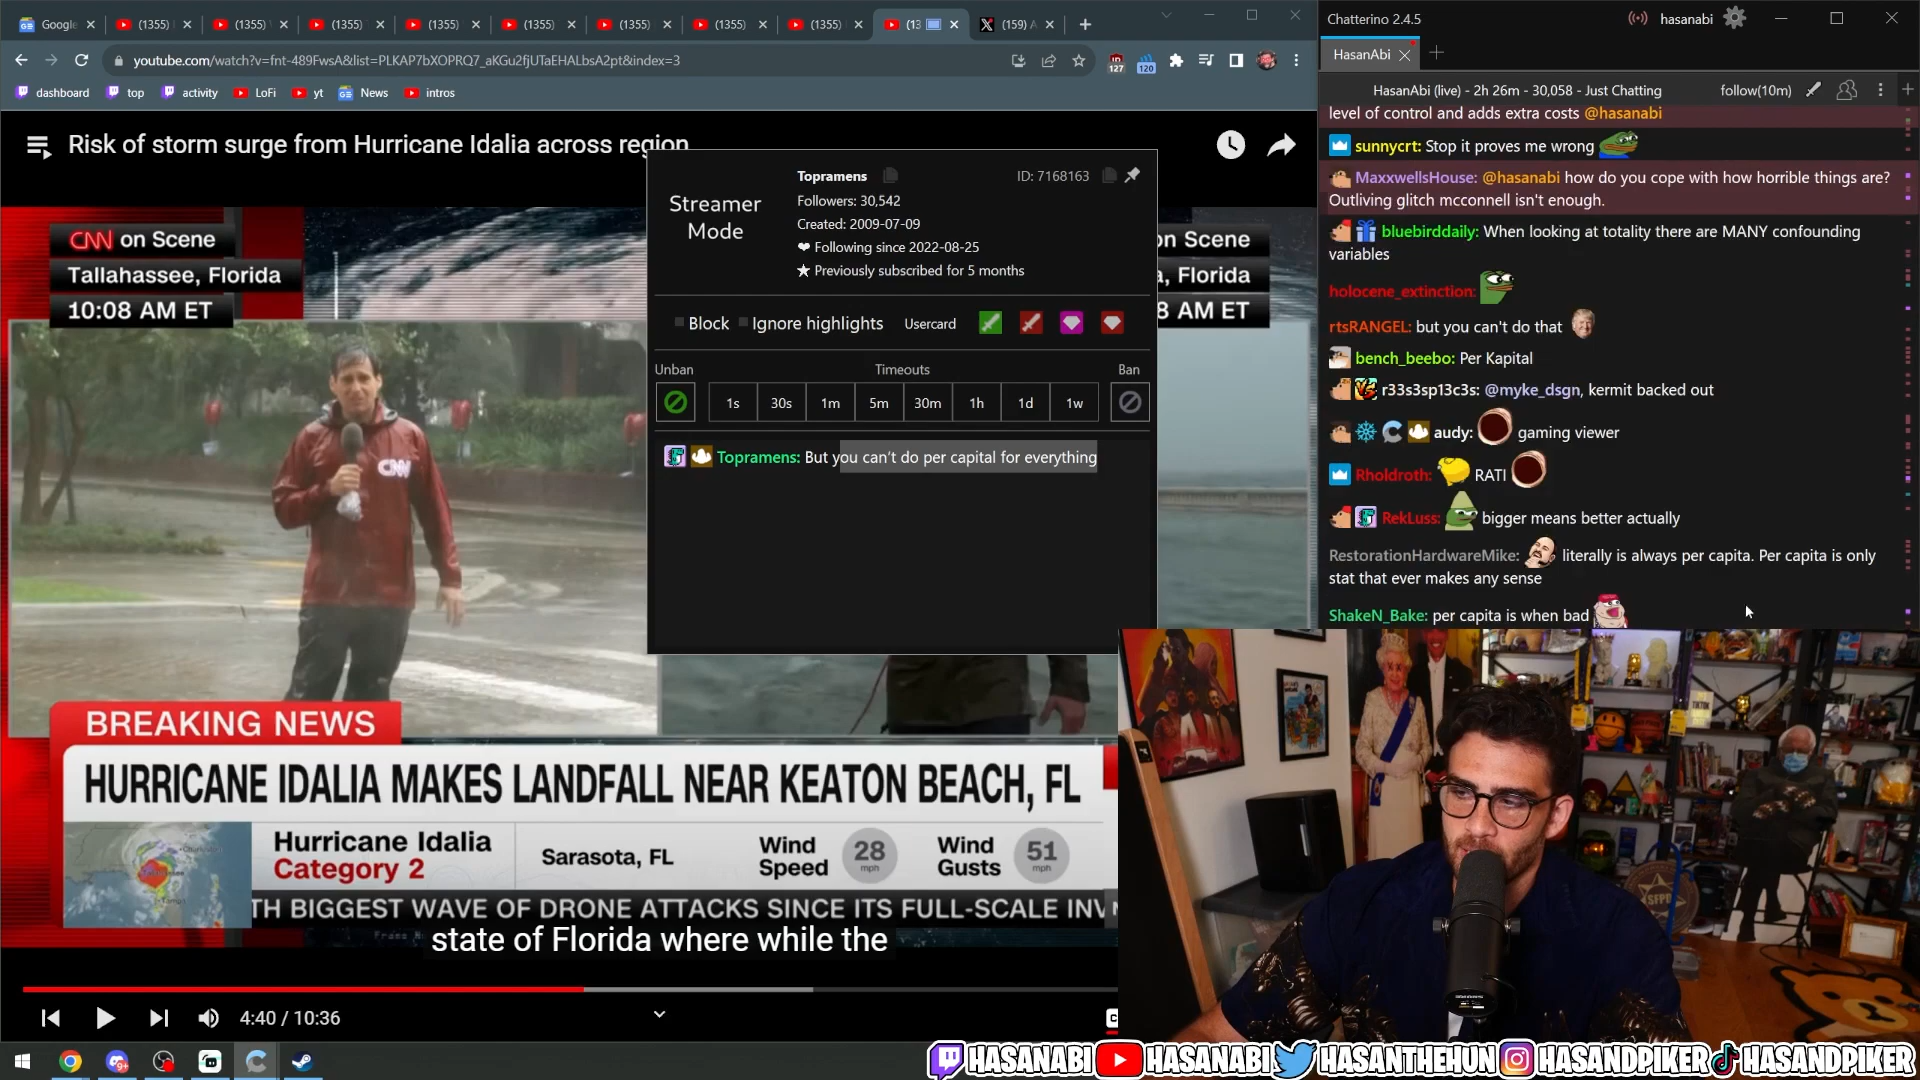 Google
(1355)
(1355)
(1355)
(1355)
(1355)
(1355)
(1355)
(1355)
(13
(159) A
youtube.com/watch?v=fnt-489FwsA&list=PLKAP7bXOPRQ7_aKGu2fjUTaEHALbsA2pt&index=3
127
120
dashboard
top
activity
LoFi
yt
News
intros
Risk of storm surge from Hurricane Idalia across region
CNN on Scene
Tallahassee, Florida
10:08 AM ET
on Scene
a, Florida
8 AM ET
CNN
Streamer
Mode
Topramens
ID: 7168163
Followers: 30,542
Created: 2009-07-09
❤ Following since 2022-08-25
★ Previously subscribed for 5 months
Block
Ignore highlights
Usercard
Unban
Timeouts
Ban
1s
30s
1m
5m
30m
1h
1d
1w
Topramens: But you can't do per capital for everything
BREAKING NEWS
HURRICANE IDALIA MAKES LANDFALL NEAR KEATON BEACH, FL
Hurricane Idalia
Category 2
Sarasota, FL
Wind
Speed
28
mph
Wind
Gusts
51
mph
TH BIGGEST WAVE OF DRONE ATTACKS SINCE ITS FULL-SCALE INV
state of Florida where while the
4:40 / 10:36
Chatterino 2.4.5
hasanabi
HasanAbi
HasanAbi (live) - 2h 26m - 30,058 - Just Chatting
follow(10m)
level of control and adds extra costs @hasanabi
sunnycrt: Stop it proves me wrong
MaxxwellsHouse: @hasanabi how do you cope with how horrible things are?
Outliving glitch mcconnell isn't enough.
bluebirddaily: When looking at totality there are MANY confounding
variables
holocene_extinction:
rtsRANGEL: but you can't do that
bench_beebo: Per Kapital
r33s3sp13c3s: @myke_dsgn, kermit backed out
audy: gaming viewer
Rholdroth: RATI
RekLuss: bigger means better actually
RestorationHardwareMike: literally is always per capita. Per capita is only
stat that ever makes any sense
ShakeN_Bake: per capita is when bad
SFPD
HASANABI
HASANABI
HASANTHEHUN
HASANDPIKER
HASANDPIKER